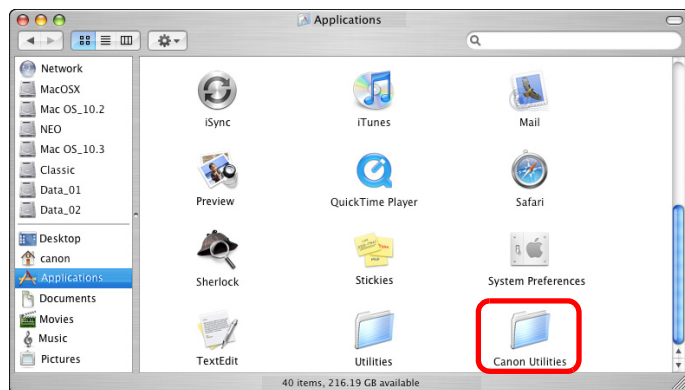 Applications
Network
MacOSX
Mac OS_10.2
NEO
Mac OS_10.3
Classic
Data_01
Data_02
Desktop
canon
Applications
Documents
Movies
Music
Pictures
iSync
iTunes
Mail
Preview
QuickTime Player
Safari
Sherlock
Stickies
System Preferences
TextEdit
Utilities
Canon Utilities
40 items, 216.19 GB available